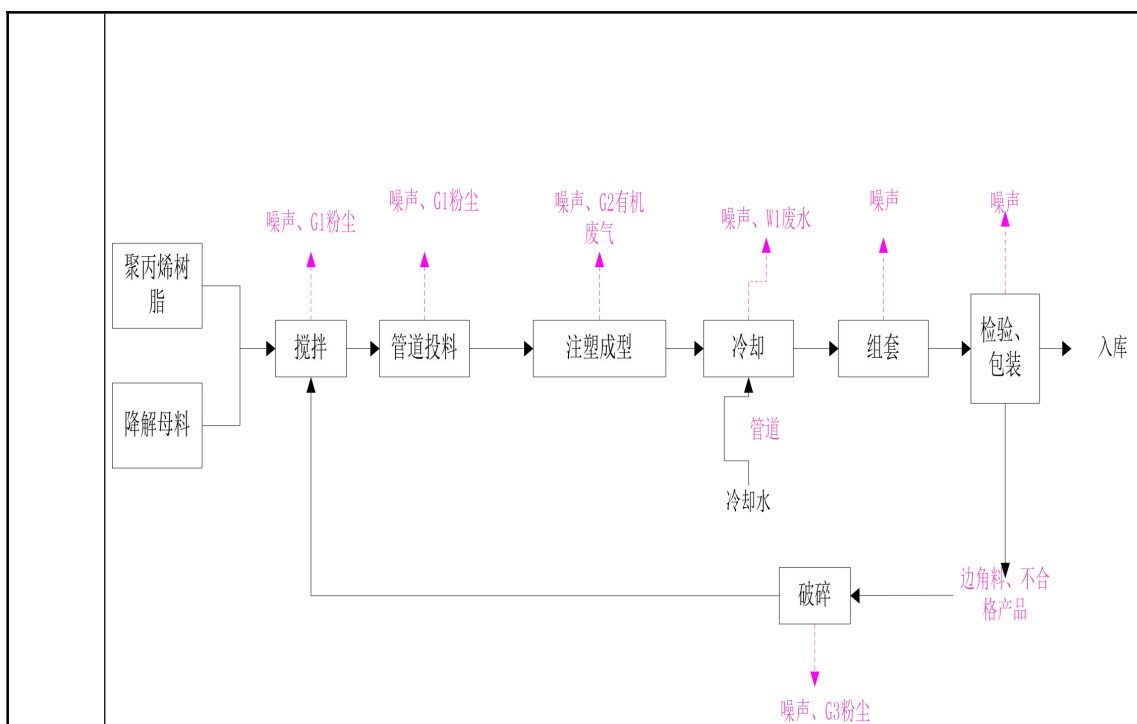 噪声、G1粉尘
噪声、G1粉尘
噪声、G2有机
废气
噪声、W1废水
噪声
噪声
聚丙烯树
脂
降解母料
搅拌
管道投料
注塑成型
冷却
组套
检验、
包装
入库
管道
冷却水
边角料、不合
格产品
破碎
噪声、G3粉尘